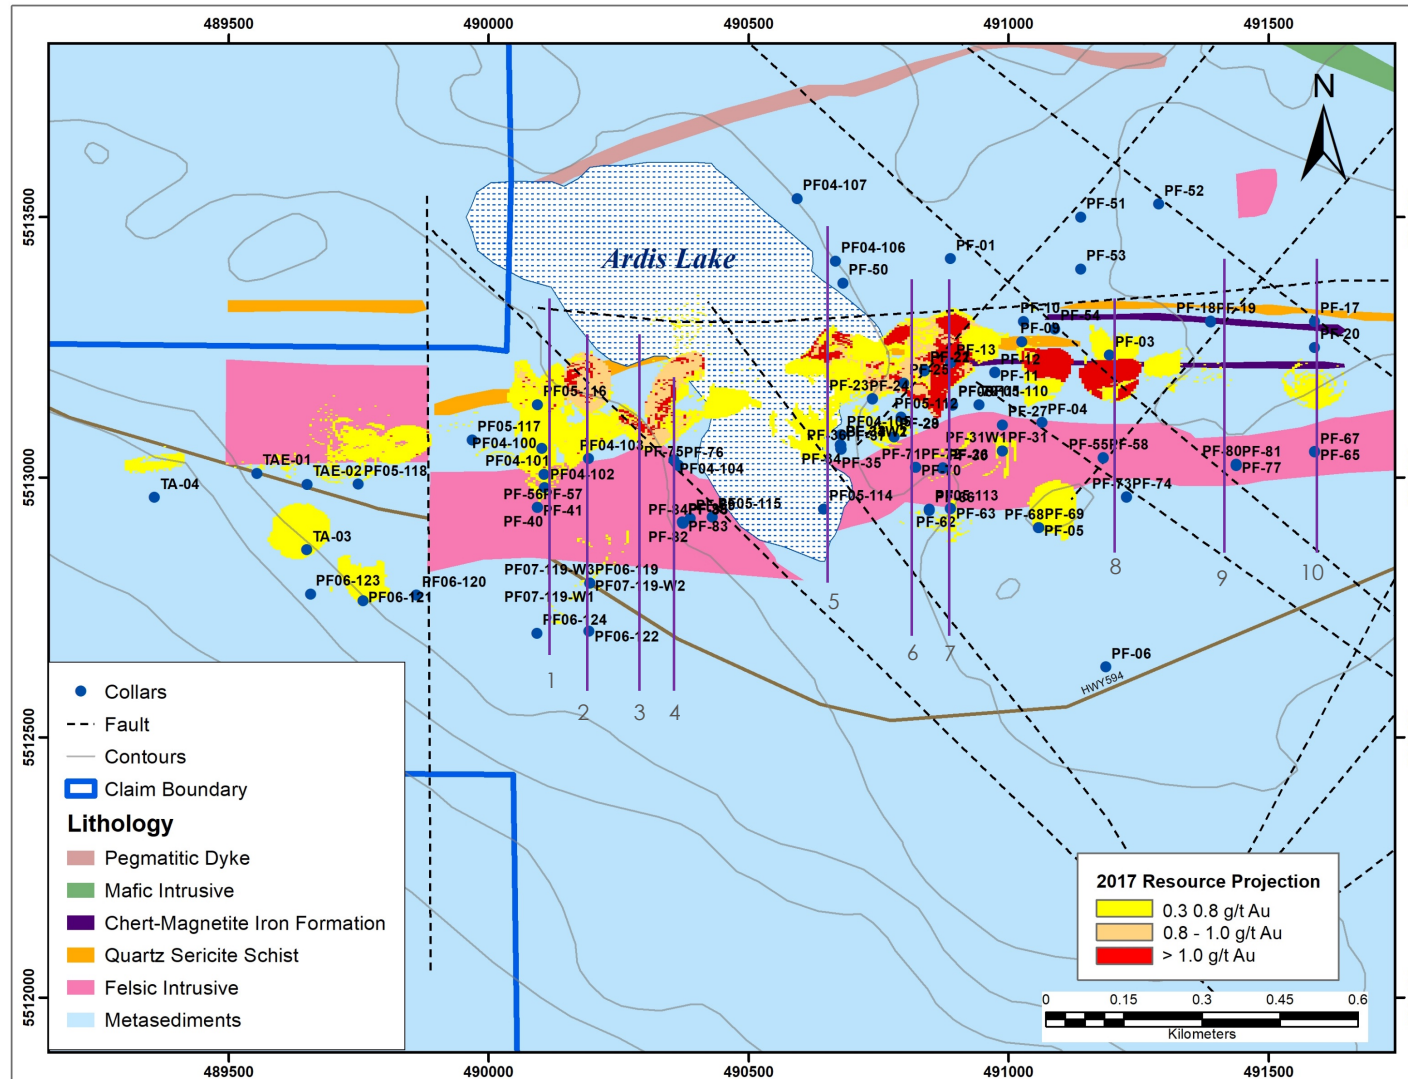 489500
490000
490500
491000
491500
N
5513500
5513000
5512500
5512000
5513500
5513000
5512500
5512000
Ardis Lake
PF04-107
PF-52
PF-51
PF04-106
PF-01
PF-50
PF-53
PF-10
PF-54
PF-18
PF-19
PF-17
PF-09
PF-20
PF-03
PF-13
PF-12
PF-25
PF-11
PF-23
PF-24
PF05-116
PF05-112
PF-27
PF-04
PF05-117
PF04-100
PF04-103
PF-75
PF-76
PF04-101
PF04-102
PF04-104
PF-34
PF-35
PF-71
PF-70
PF-31W1
PF-31
PF-55
PF-58
PF-80
PF-81
PF-77
PF-67
PF-65
TAE-01
TAE-02
PF05-118
TA-04
PF-56
PF-57
PF-41
PF-40
PF-83
PF-82
PF05-115
PF05-114
PF-62
PF-63
PF-68
PF-69
PF-05
PF-73
PF-74
TA-03
PF06-123
PF06-120
PF06-121
PF07-119-W3
PF06-119
PF07-119-W2
PF07-119-W1
PF06-124
PF06-122
PF-06
HWY594
1
2
3
4
5
6
7
8
9
10
Collars
Fault
Contours
Claim Boundary
Lithology
Pegmatitic Dyke
Mafic Intrusive
Chert-Magnetite Iron Formation
Quartz Sericite Schist
Felsic Intrusive
Metasediments
2017 Resource Projection
0.3 0.8 g/t Au
0.8 - 1.0 g/t Au
> 1.0 g/t Au
0 0.15 0.3 0.45 0.6
Kilometers
489500
490000
490500
491000
491500